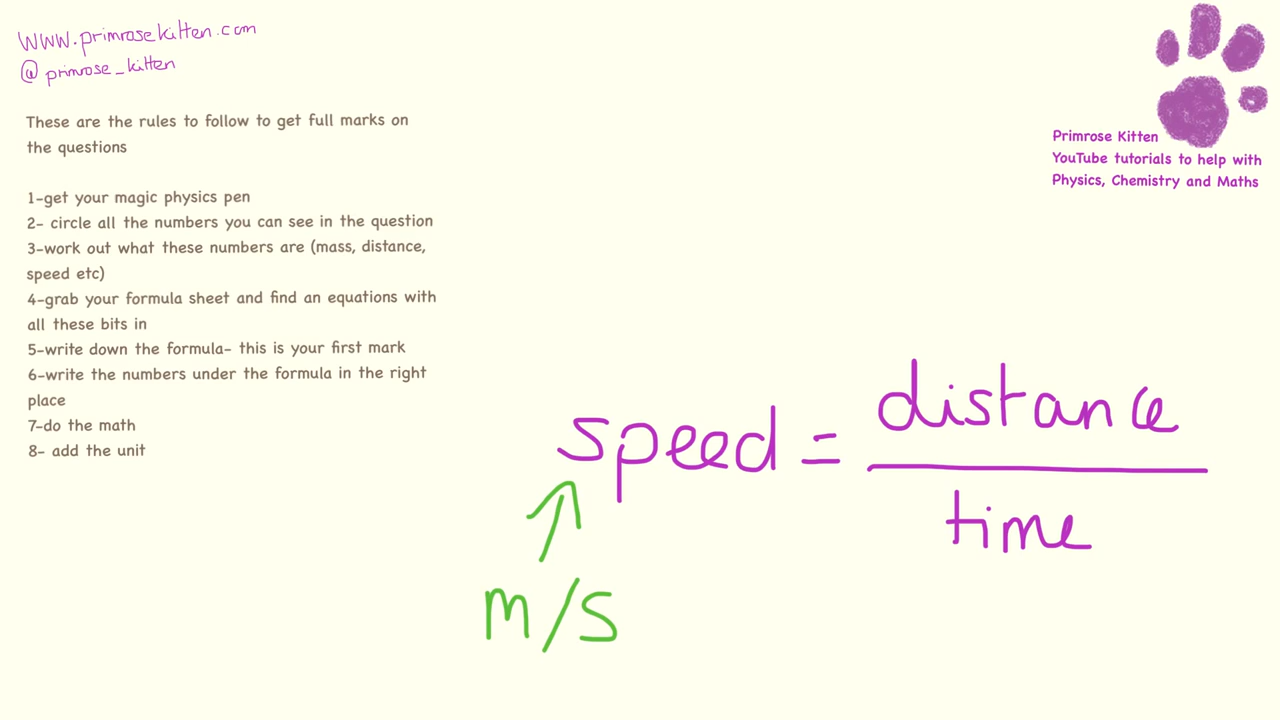 www.primrosekitten.com
@primrose_kitten
These are the rules to follow to get full marks on
the questions
1-get your magic physics pen
2- circle all the numbers you can see in the question
3-work out what these numbers are (mass, distance,
speed etc)
4-grab your formula sheet and find an equations with
all these bits in
5-write down the formula- this is your first mark
6-write the numbers under the formula in the right
place
7-do the math
8- add the unit
Primrose Kitten
YouTube tutorials to help with
Physics, Chemistry and Maths
distance
speed =
time
m/s